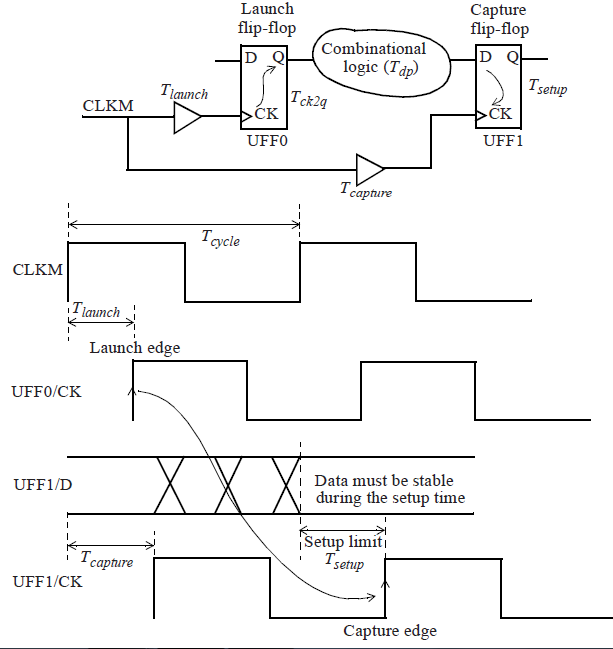 Launch
flip-flop
Capture
flip-flop
D Q
Combinational
logic (Tdp)
D Q
Tlaunch
Tck2q
Tsetup
CLKM
CK
CK
UFF0
UFF1
Tcapture
Tcycle
CLKM
Tlaunch
Launch edge
UFF0/CK
UFF1/D
Data must be stable
during the setup time
Setup limit
Tcapture
Tsetup
UFF1/CK
Capture edge